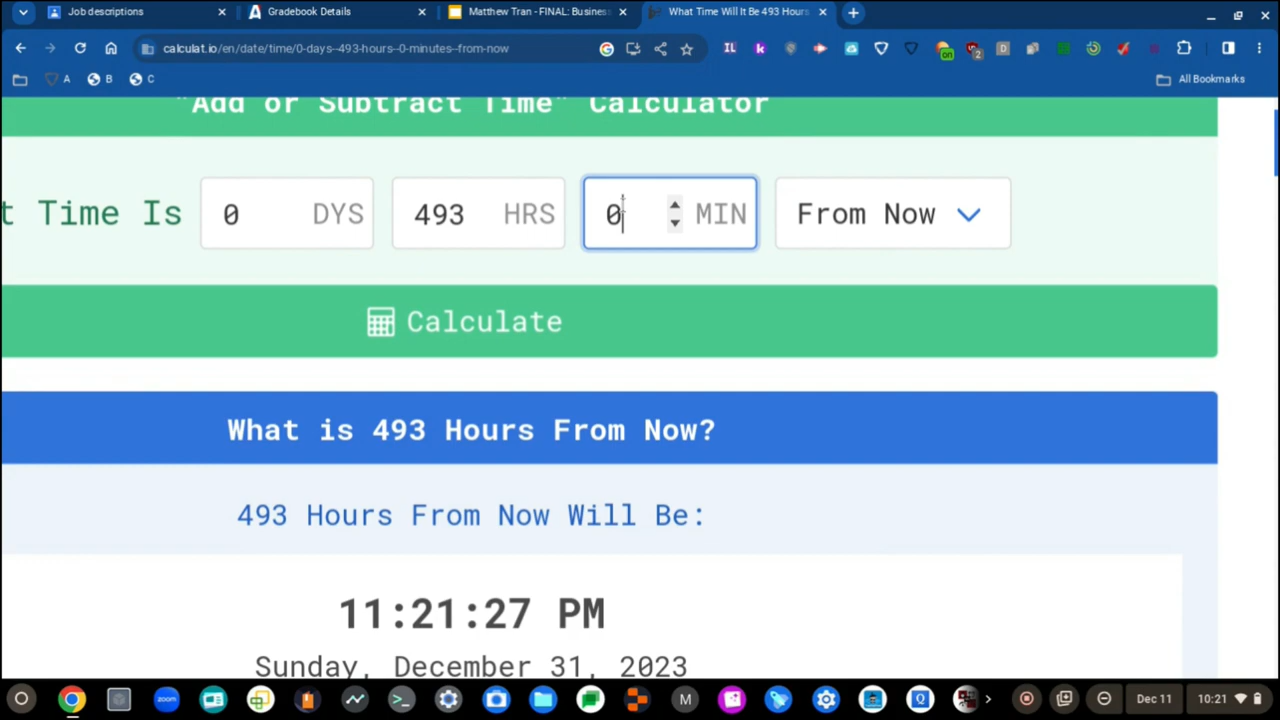 Job descriptions
Gradebook Details
Matthew Tran - FINAL: Business
What Time Will It Be 493 Hours
calculat.io/en/date/time/0-days--493-hours--0-minutes--from-now
A
B
C
All Bookmarks
"Add or Subtract Time" Calculator
t Time Is
0 DYS
493 HRS
0 MIN
From Now
Calculate
What is 493 Hours From Now?
493 Hours From Now Will Be:
11:21:27 PM
Sunday, December 31, 2023
Dec 11
10:21